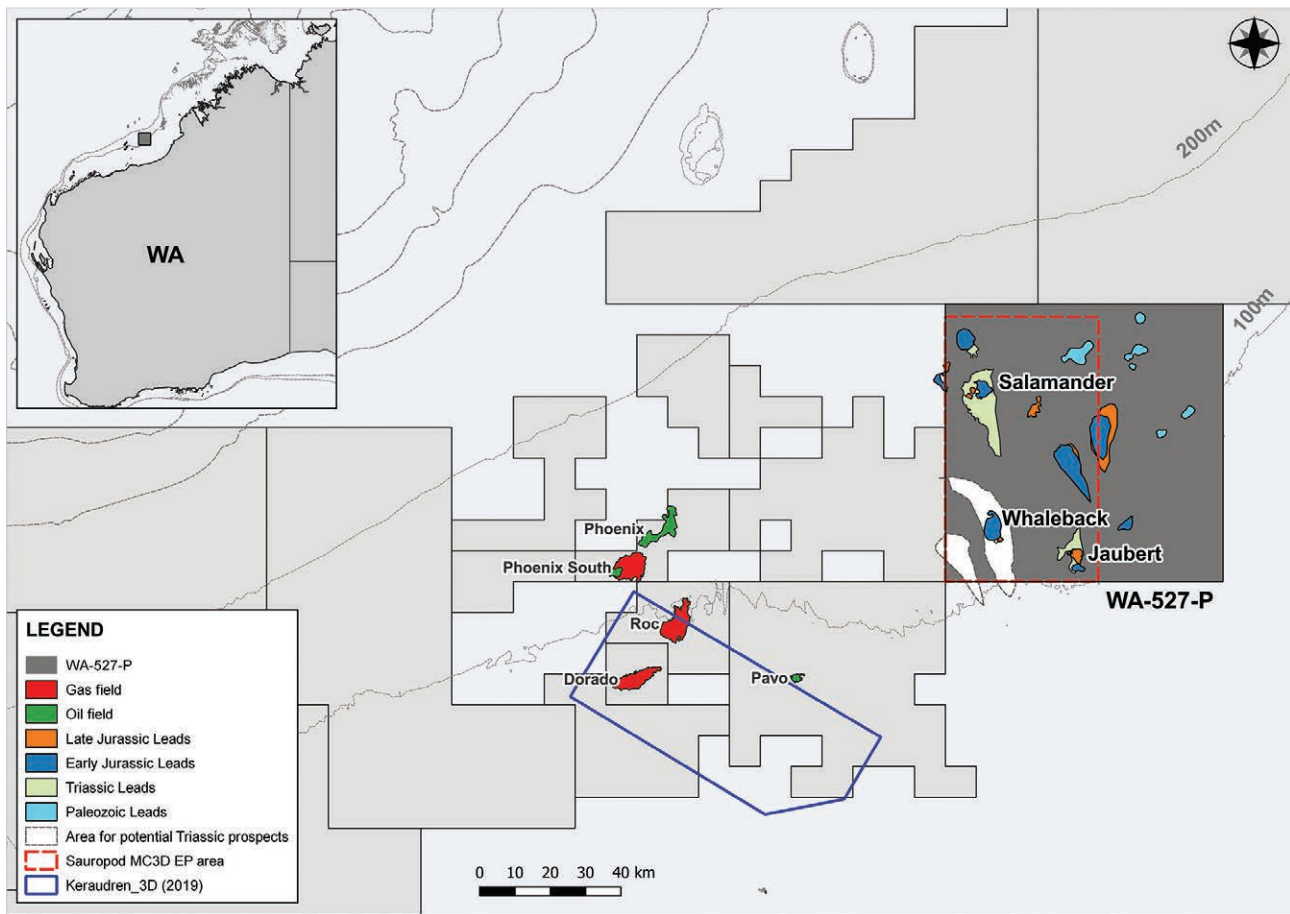 WA
200m
100m
Salamander
Whaleback
Jaubert
WA-527-P
Phoenix
Phoenix South
Roc
Dorado
Pavo
LEGEND
WA-527-P
Gas field
Oil field
Late Jurassic Leads
Early Jurassic Leads
Triassic Leads
Paleozoic Leads
Area for potential Triassic prospects
Sauropod MC3D EP area
Keraudren_3D (2019)
0 10 20 30 40 km